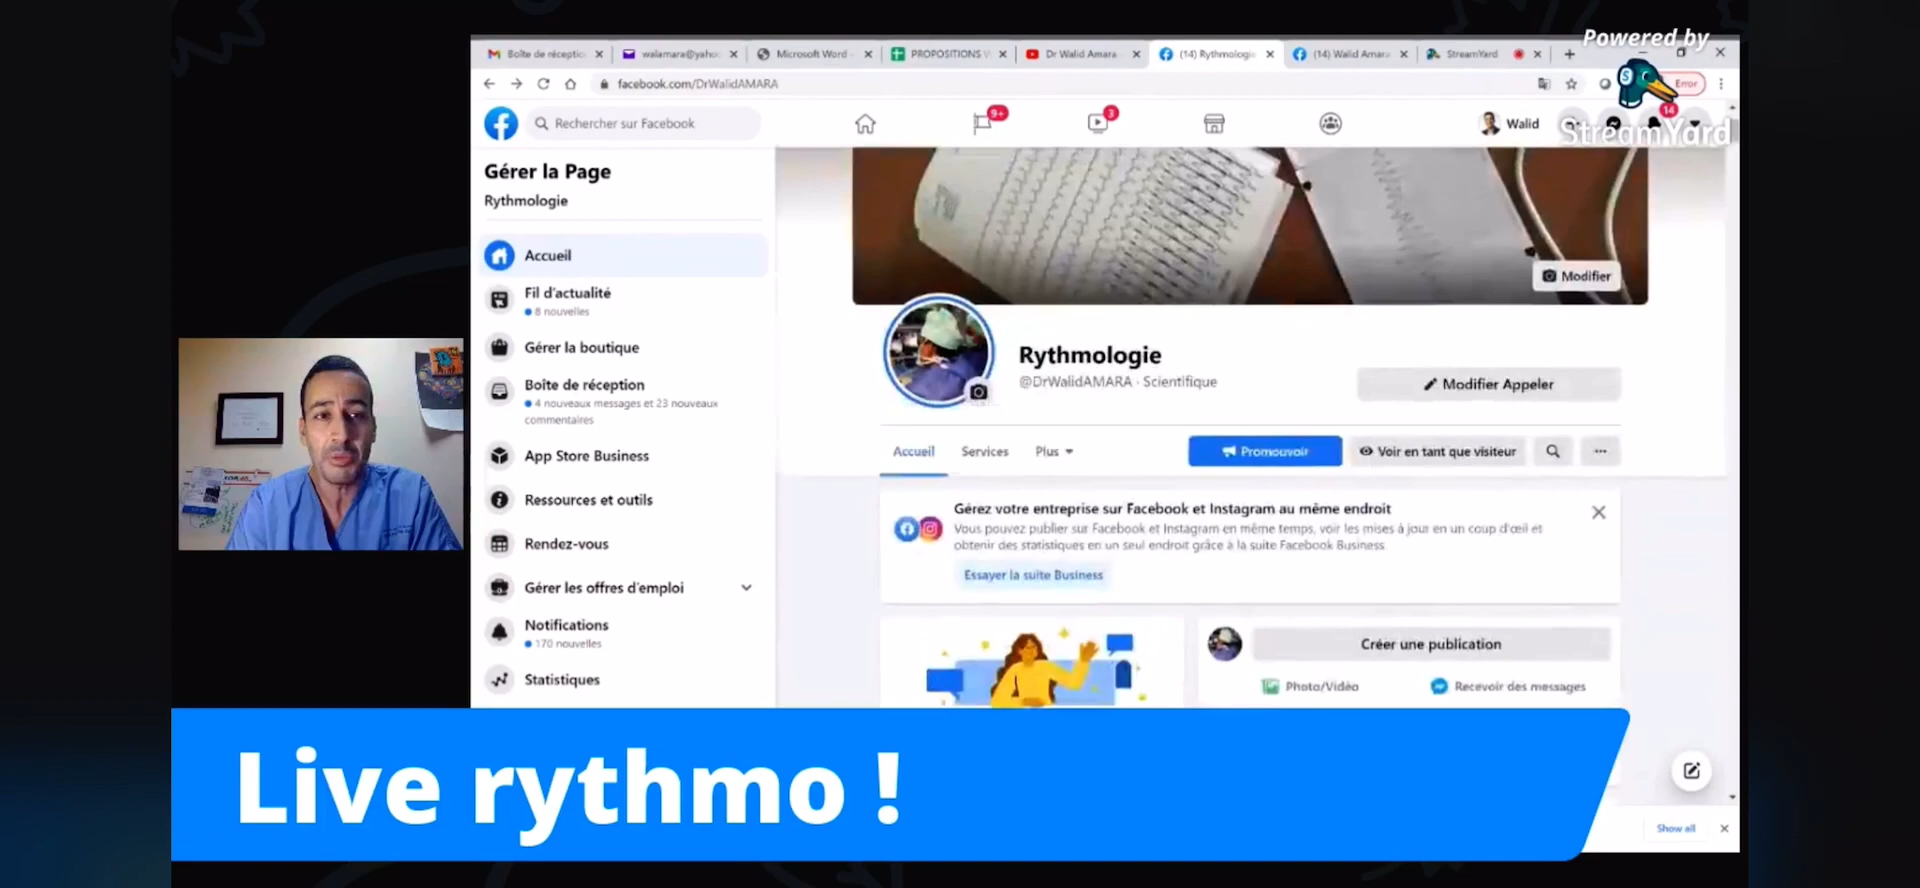 Powered by
StreamYard
Boîte de réceptio
walamara@yaho
Microsoft Word -
PROPOSITIONS V
Dr Walid Amara
(14) Rythmologie
(14) Walid Amara
StreamYard
facebook.com/DrWalidAMARA
Error
Rechercher sur Facebook
9+
3
Walid
14
Gérer la Page
Rythmologie
Accueil
Fil d'actualité
8 nouvelles
Gérer la boutique
Boîte de réception
4 nouveaux messages et 23 nouveaux
commentaires
App Store Business
Ressources et outils
Rendez-vous
Gérer les offres d'emploi
Notifications
170 nouvelles
Statistiques
Modifier
Rythmologie
@DrWalidAMARA · Scientifique
Modifier Appeler
Accueil
Services
Plus
Promouvoir
Voir en tant que visiteur
Gérez votre entreprise sur Facebook et Instagram au même endroit
Vous pouvez publier sur Facebook et Instagram en même temps, voir les mises à jour en un coup d'œil et
obtenir des statistiques en un seul endroit grâce à la suite Facebook Business.
Essayer la suite Business
Créer une publication
Photo/Vidéo
Recevoir des messages
Live rythmo !
Show all